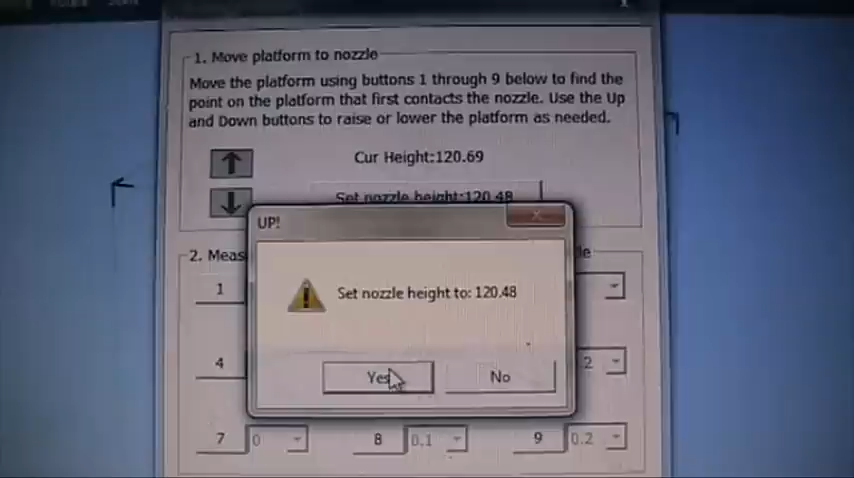 1. Move platform to nozzle
Move the platform using buttons 1 through 9 below to find the
point on the platform that first contacts the nozzle. Use the Up
and Down buttons to raise or lower the platform as needed.
Cur Height:120.69
Set nozzle height:120.48
UP!
2. Meas
Set nozzle height to: 120.48
1
4
2
Yes
No
7 0 8 0.1 9 0.2